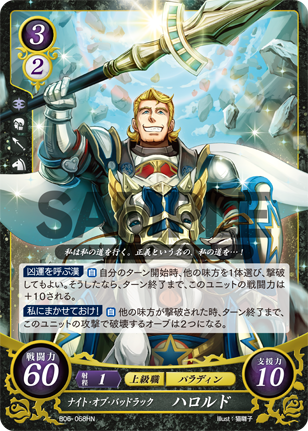 3
2
SAMPLE
私は私の道を行く。正義という名の、私の道を…！
凶運を呼ぶ漢 自 自分のターン開始時、他の味方を1体選び、撃破
してもよい。そうしたなら、ターン終了まで、このユニットの戦闘力は
＋10される。
私にまかせておけ！ 自 他の味方が撃破された時、ターン終了まで、
このユニットの攻撃で破壊するオーブは2つになる。
戦闘力
60
射程 1 上級職 パラディン
支援力
10
ナイト・オブ・バッドラック ハロルド
B06-068HN Illust：猫囃子